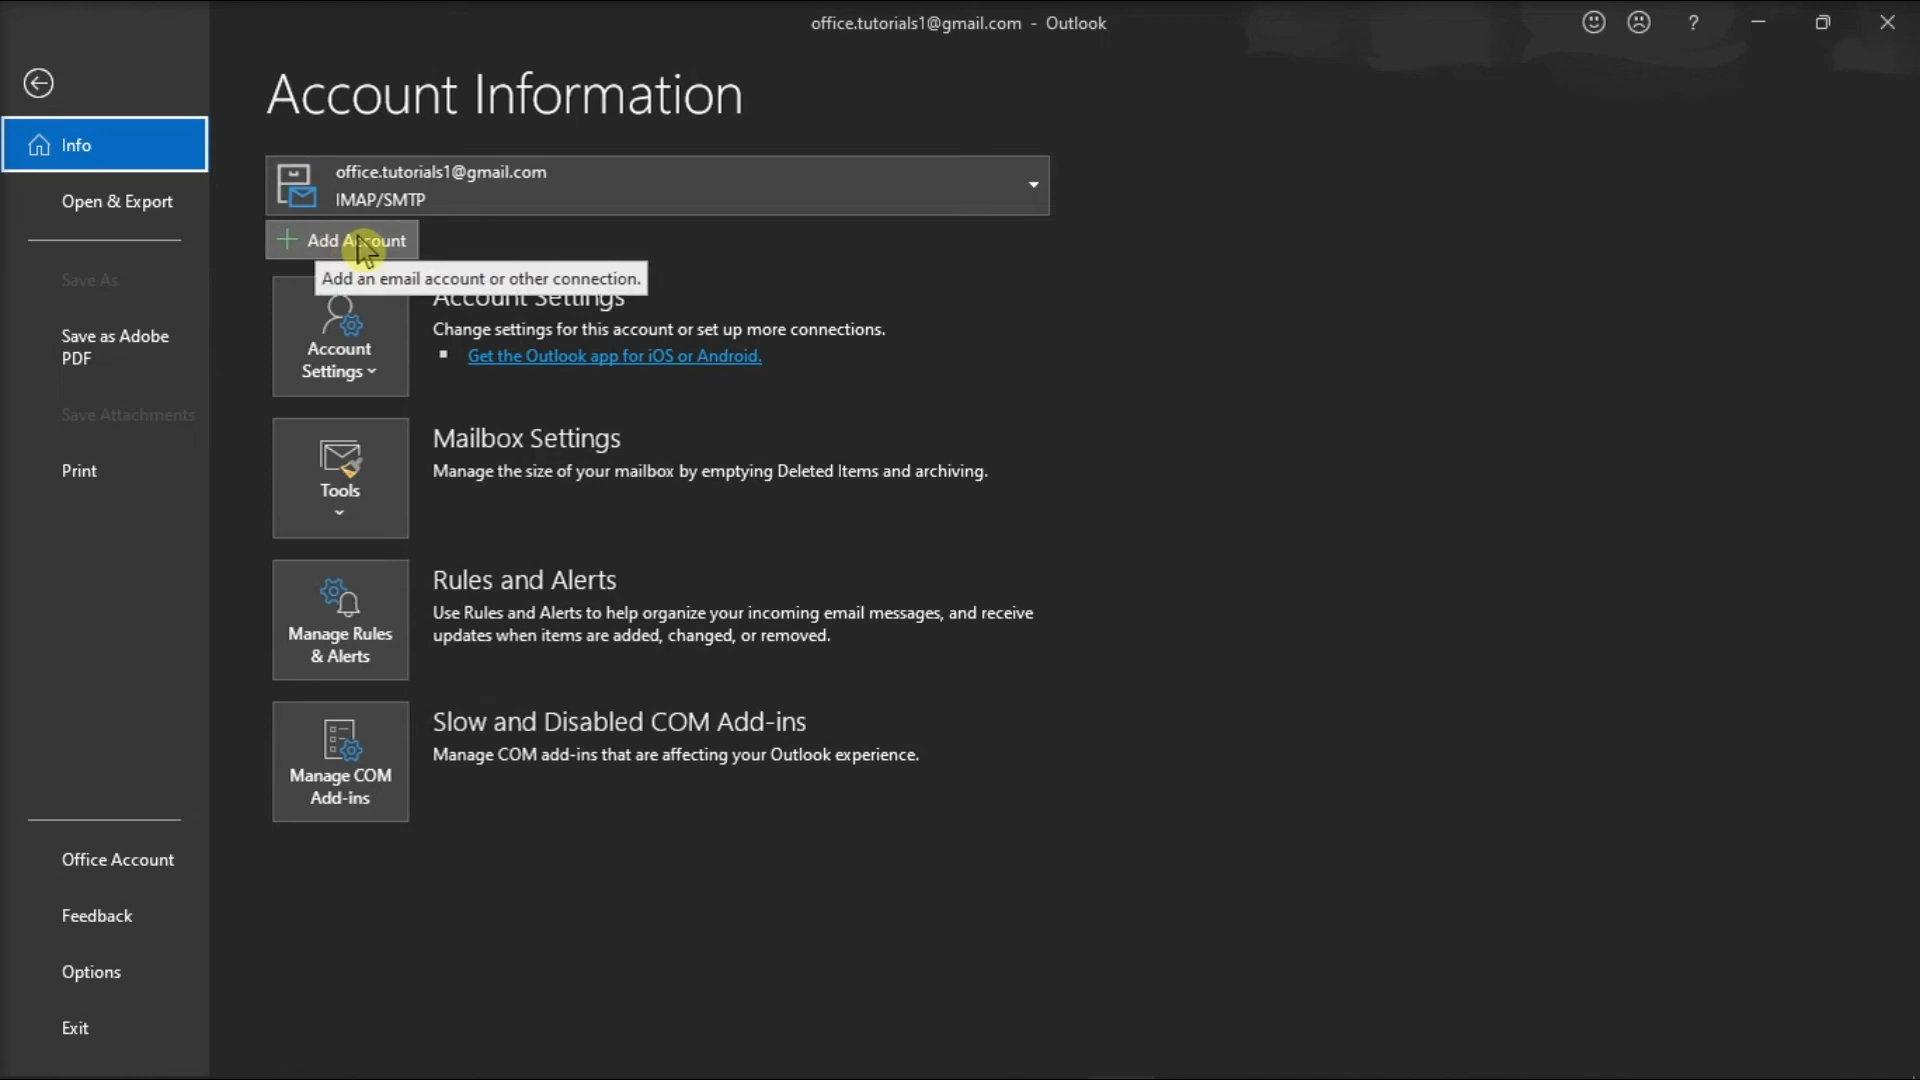 office.tutorials1@gmail.com - Outlook
?
Account Information
Info
Open & Export
Save As
Save as Adobe
PDF
Save Attachments
Print
Office Account
Feedback
Options
Exit
office.tutorials1@gmail.com
IMAP/SMTP
Add Account
Add an email account or other connection.
Account
Settings
Account Settings
Change settings for this account or set up more connections.
Get the Outlook app for iOS or Android.
Tools
Mailbox Settings
Manage the size of your mailbox by emptying Deleted Items and archiving.
Manage Rules
& Alerts
Rules and Alerts
Use Rules and Alerts to help organize your incoming email messages, and receive
updates when items are added, changed, or removed.
Manage COM
Add-ins
Slow and Disabled COM Add-ins
Manage COM add-ins that are affecting your Outlook experience.